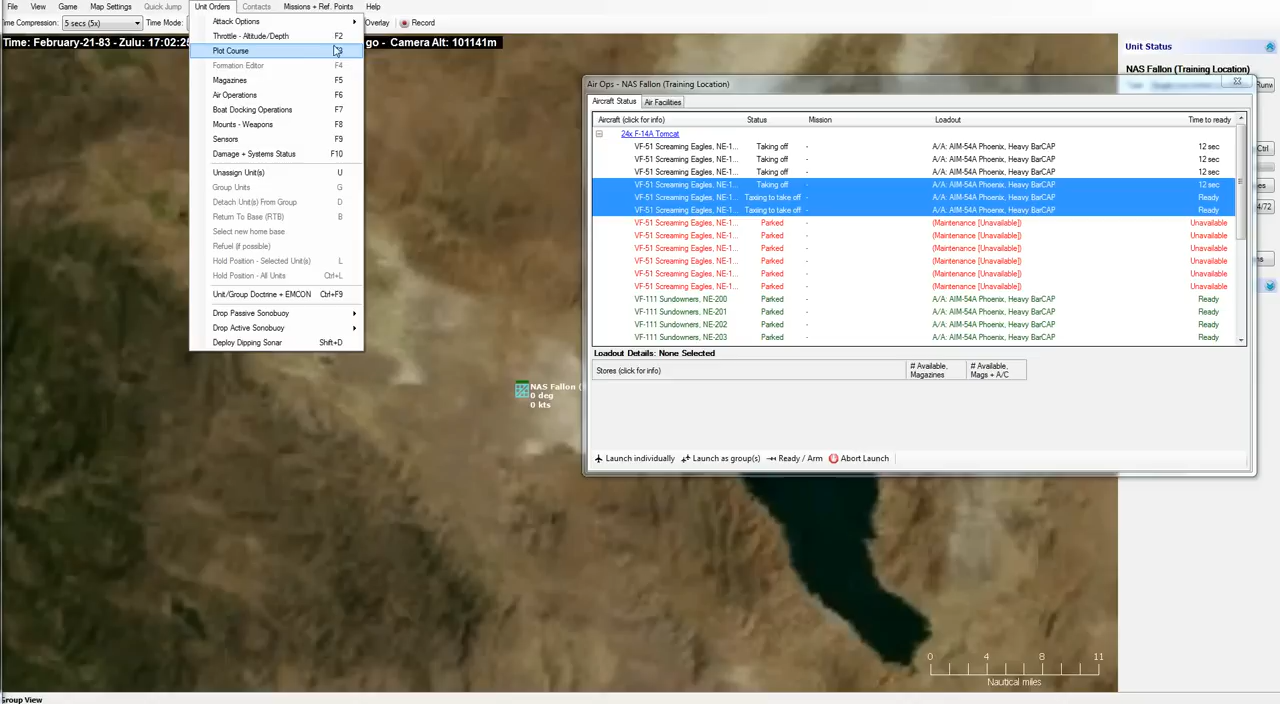 File View Game Map Settings Quick Jump Unit Orders Contacts Missions + Ref. Points Help
ime Compression: 5 secs (5x) Time Mode: Overlay Record
Time: February-21-83 - Zulu: 17:02:2 go - Camera Alt: 101141m
Attack Options
Throttle - Altitude/Depth F2
Plot Course
Formation Editor F4
Magazines F5
Air Operations F6
Boat Docking Operations F7
Mounts - Weapons F8
Sensors F9
Damage + Systems Status F10
Unassign Unit(s) U
Group Units G
Detach Unit(s) From Group D
Return To Base (RTB) B
Select new home base
Refuel (if possible)
Hold Position - Selected Unit(s) L
Hold Position - All Units Ctrl+L
Unit/Group Doctrine + EMCON Ctrl+F9
Drop Passive Sonobuoy
Drop Active Sonobuoy
Deploy Dipping Sonar Shift+D
NAS Fallon (
0 deg
0 kts
Air Ops - NAS Fallon (Training Location)
Aircraft Status Air Facilities
Aircraft (click for info) Status Mission Loadout Time to ready
24x F-14A Tomcat
VF-51 Screaming Eagles, NE-1... Taking off - A/A: AIM-54A Phoenix, Heavy BarCAP 12 sec
VF-51 Screaming Eagles, NE-1... Taking off - A/A: AIM-54A Phoenix, Heavy BarCAP 12 sec
VF-51 Screaming Eagles, NE-1... Taking off - A/A: AIM-54A Phoenix, Heavy BarCAP 12 sec
VF-51 Screaming Eagles, NE-1... Taking off - A/A: AIM-54A Phoenix, Heavy BarCAP 12 sec
VF-51 Screaming Eagles, NE-1... Taxiing to take off - A/A: AIM-54A Phoenix, Heavy BarCAP Ready
VF-51 Screaming Eagles, NE-1... Taxiing to take off - A/A: AIM-54A Phoenix, Heavy BarCAP Ready
VF-51 Screaming Eagles, NE-1... Parked - (Maintenance [Unavailable]) Unavailable
VF-51 Screaming Eagles, NE-1... Parked - (Maintenance [Unavailable]) Unavailable
VF-51 Screaming Eagles, NE-1... Parked - (Maintenance [Unavailable]) Unavailable
VF-51 Screaming Eagles, NE-1... Parked - (Maintenance [Unavailable]) Unavailable
VF-51 Screaming Eagles, NE-1... Parked - (Maintenance [Unavailable]) Unavailable
VF-51 Screaming Eagles, NE-1... Parked - (Maintenance [Unavailable]) Unavailable
VF-111 Sundowners, NE-200 Parked - A/A: AIM-54A Phoenix, Heavy BarCAP Ready
VF-111 Sundowners, NE-201 Parked - A/A: AIM-54A Phoenix, Heavy BarCAP Ready
VF-111 Sundowners, NE-202 Parked - A/A: AIM-54A Phoenix, Heavy BarCAP Ready
VF-111 Sundowners, NE-203 Parked - A/A: AIM-54A Phoenix, Heavy BarCAP Ready
Loadout Details: None Selected
Stores (click for info) # Available, Magazines # Available, Mags + A/C
Launch individually Launch as group(s) Ready / Arm Abort Launch
Unit Status
NAS Fallon (Training Location)
Runw
Ctrl
es
4/72
ns
0 4 8 11
Nautical miles
Group View